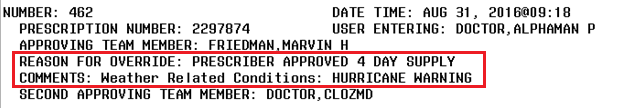 NUMBER: 462 DATE TIME: AUG 31, 2016@09:18
PRESCRIPTION NUMBER: 2297874 USER ENTERING: DOCTOR,ALPHAMAN P
APPROVING TEAM MEMBER: FRIEDMAN,MARVIN H
REASON FOR OVERRIDE: PRESCRIBER APPROVED 4 DAY SUPPLY
COMMENTS: Weather Related Conditions: HURRICANE WARNING
SECOND APPROVING TEAM MEMBER: DOCTOR,CLOZMD